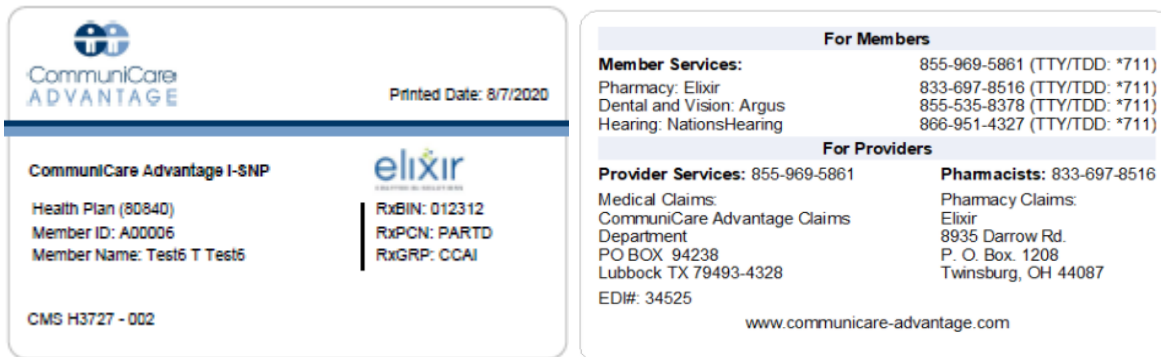 CommuniCare
ADVANTAGE
Printed Date: 8/7/2020
CommuniCare Advantage I-SNP
elixir
Health Plan (80840)
Member ID: A00006
Member Name: Test6 T Test6
RxBIN: 012312
RxPCN: PARTD
RxGRP: CCAI
CMS H3727 - 002
For Members
Member Services: 855-969-5861 (TTY/TDD: *711)
Pharmacy: Elixir 833-697-8516 (TTY/TDD: *711)
Dental and Vision: Argus 855-535-8378 (TTY/TDD: *711)
Hearing: NationsHearing 866-951-4327 (TTY/TDD: *711)
For Providers
Provider Services: 855-969-5861
Medical Claims:
CommuniCare Advantage Claims
Department
PO BOX 94238
Lubbock TX 79493-4328
EDI#: 34525
Pharmacists: 833-697-8516
Pharmacy Claims:
Elixir
8935 Darrow Rd.
P. O. Box. 1208
Twinsburg, OH 44087
www.communicare-advantage.com